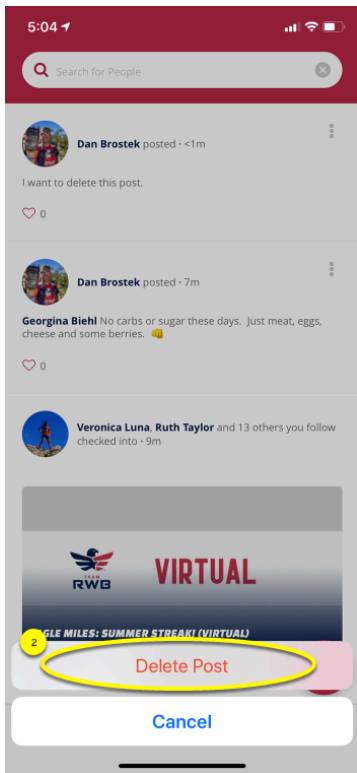 5:04
Search for People
Dan Brostek posted · <1m
I want to delete this post.
0
Dan Brostek posted · 7m
Georgina Biehl No carbs or sugar these days. Just meat, eggs,
cheese and some berries. 👊
0
Veronica Luna, Ruth Taylor and 13 others you follow
checked into · 9m
TEAM
RWB
VIRTUAL
GLE MILES: SUMMER STREAK! (VIRTUAL)
2
Delete Post
Cancel